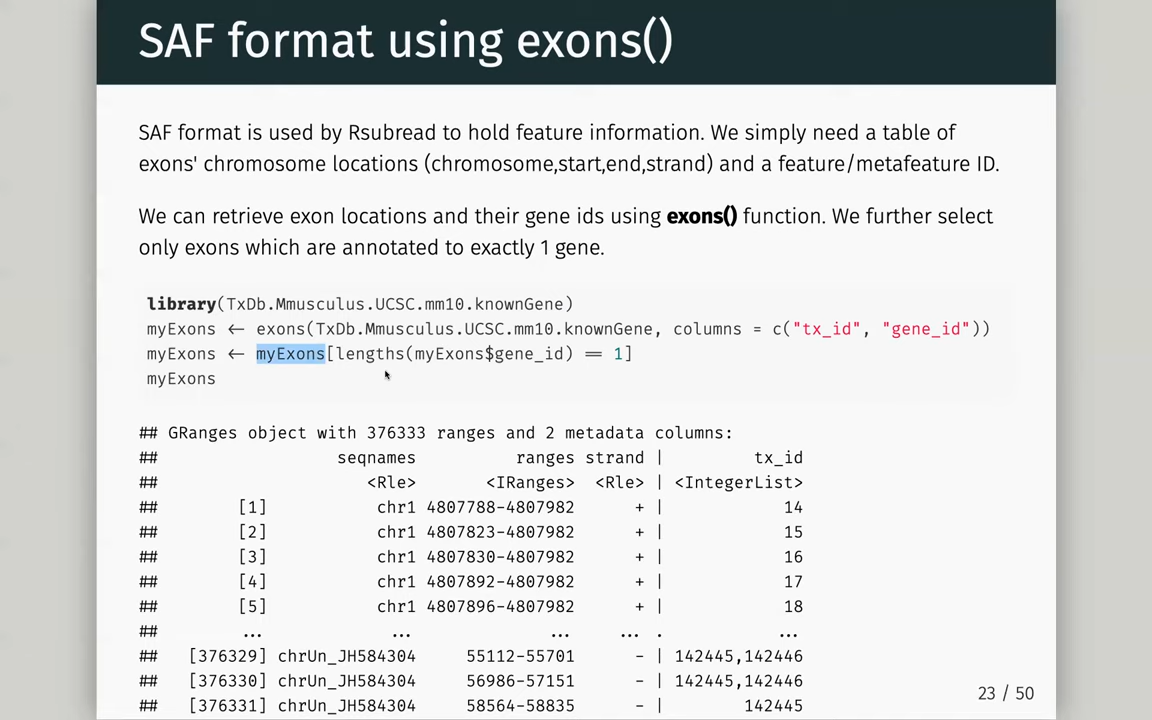 SAF format using exons()
SAF format is used by Rsubread to hold feature information. We simply need a table of
exons' chromosome locations (chromosome,start,end,strand) and a feature/metafeature ID.
We can retrieve exon locations and their gene ids using exons() function. We further select
only exons which are annotated to exactly 1 gene.
library(TxDb.Mmusculus.UCSC.mm10.knownGene)
myExons <- exons(TxDb.Mmusculus.UCSC.mm10.knownGene, columns = c("tx_id", "gene_id"))
myExons <- myExons[lengths(myExons$gene_id) == 1]
myExons
## GRanges object with 376333 ranges and 2 metadata columns:
## seqnames ranges strand | tx_id
## <Rle> <IRanges> <Rle> | <IntegerList>
## [1] chr1 4807788-4807982 + | 14
## [2] chr1 4807823-4807982 + | 15
## [3] chr1 4807830-4807982 + | 16
## [4] chr1 4807892-4807982 + | 17
## [5] chr1 4807896-4807982 + | 18
## ... ... ... ... . ...
## [376329] chrUn_JH584304 55112-55701 - | 142445,142446
## [376330] chrUn_JH584304 56986-57151 - | 142445,142446
## [376331] chrUn_JH584304 58564-58835 - | 142445
23 / 50